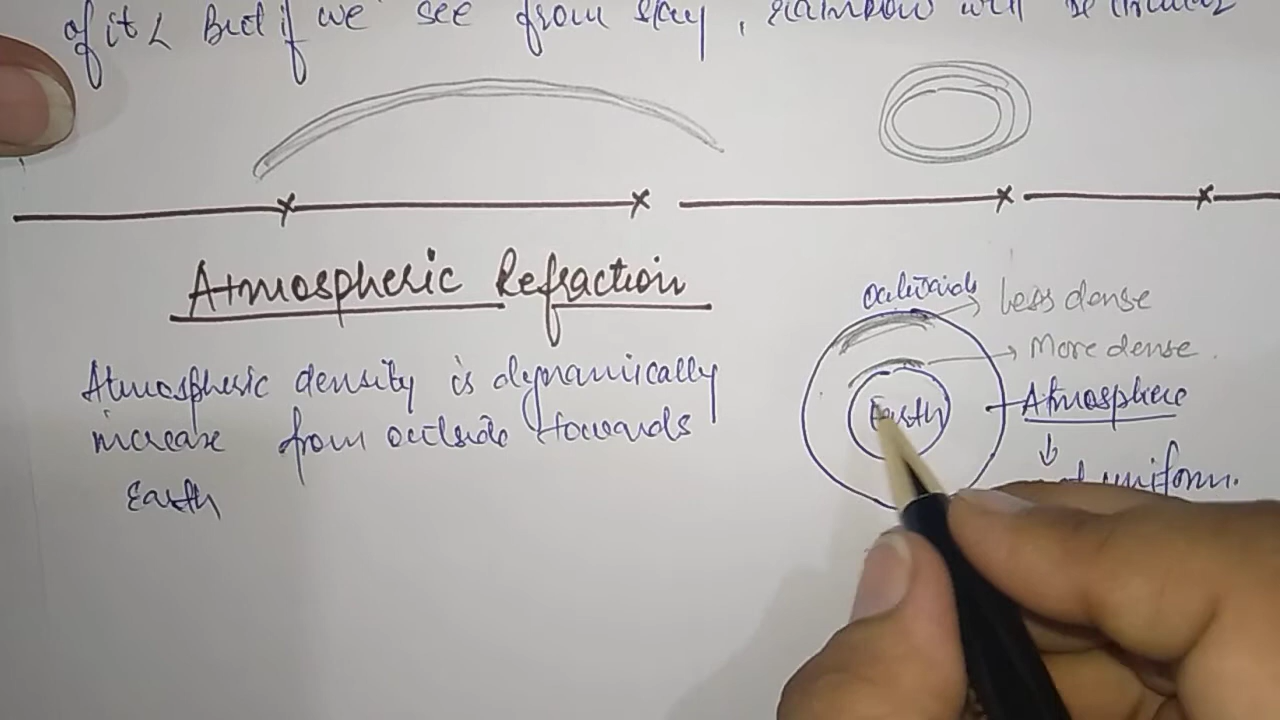 of it. But if we see from sky, rainbow will be circular
Atmospheric Refraction
Atmospheric density is dynamically
increase from outside towards
Earth
outside
Less dense
More dense.
Earth
Atmosphere
uniform.